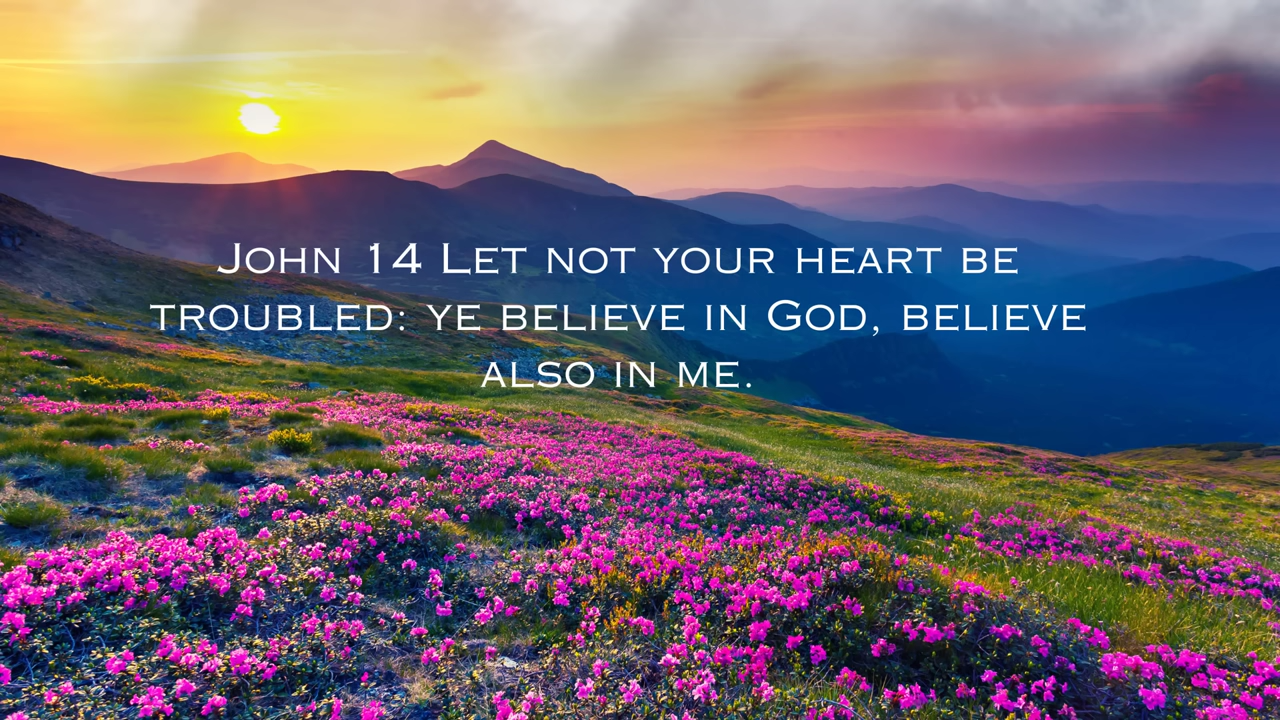 John 14 Let not your heart be
troubled: ye believe in God, believe
also in me.